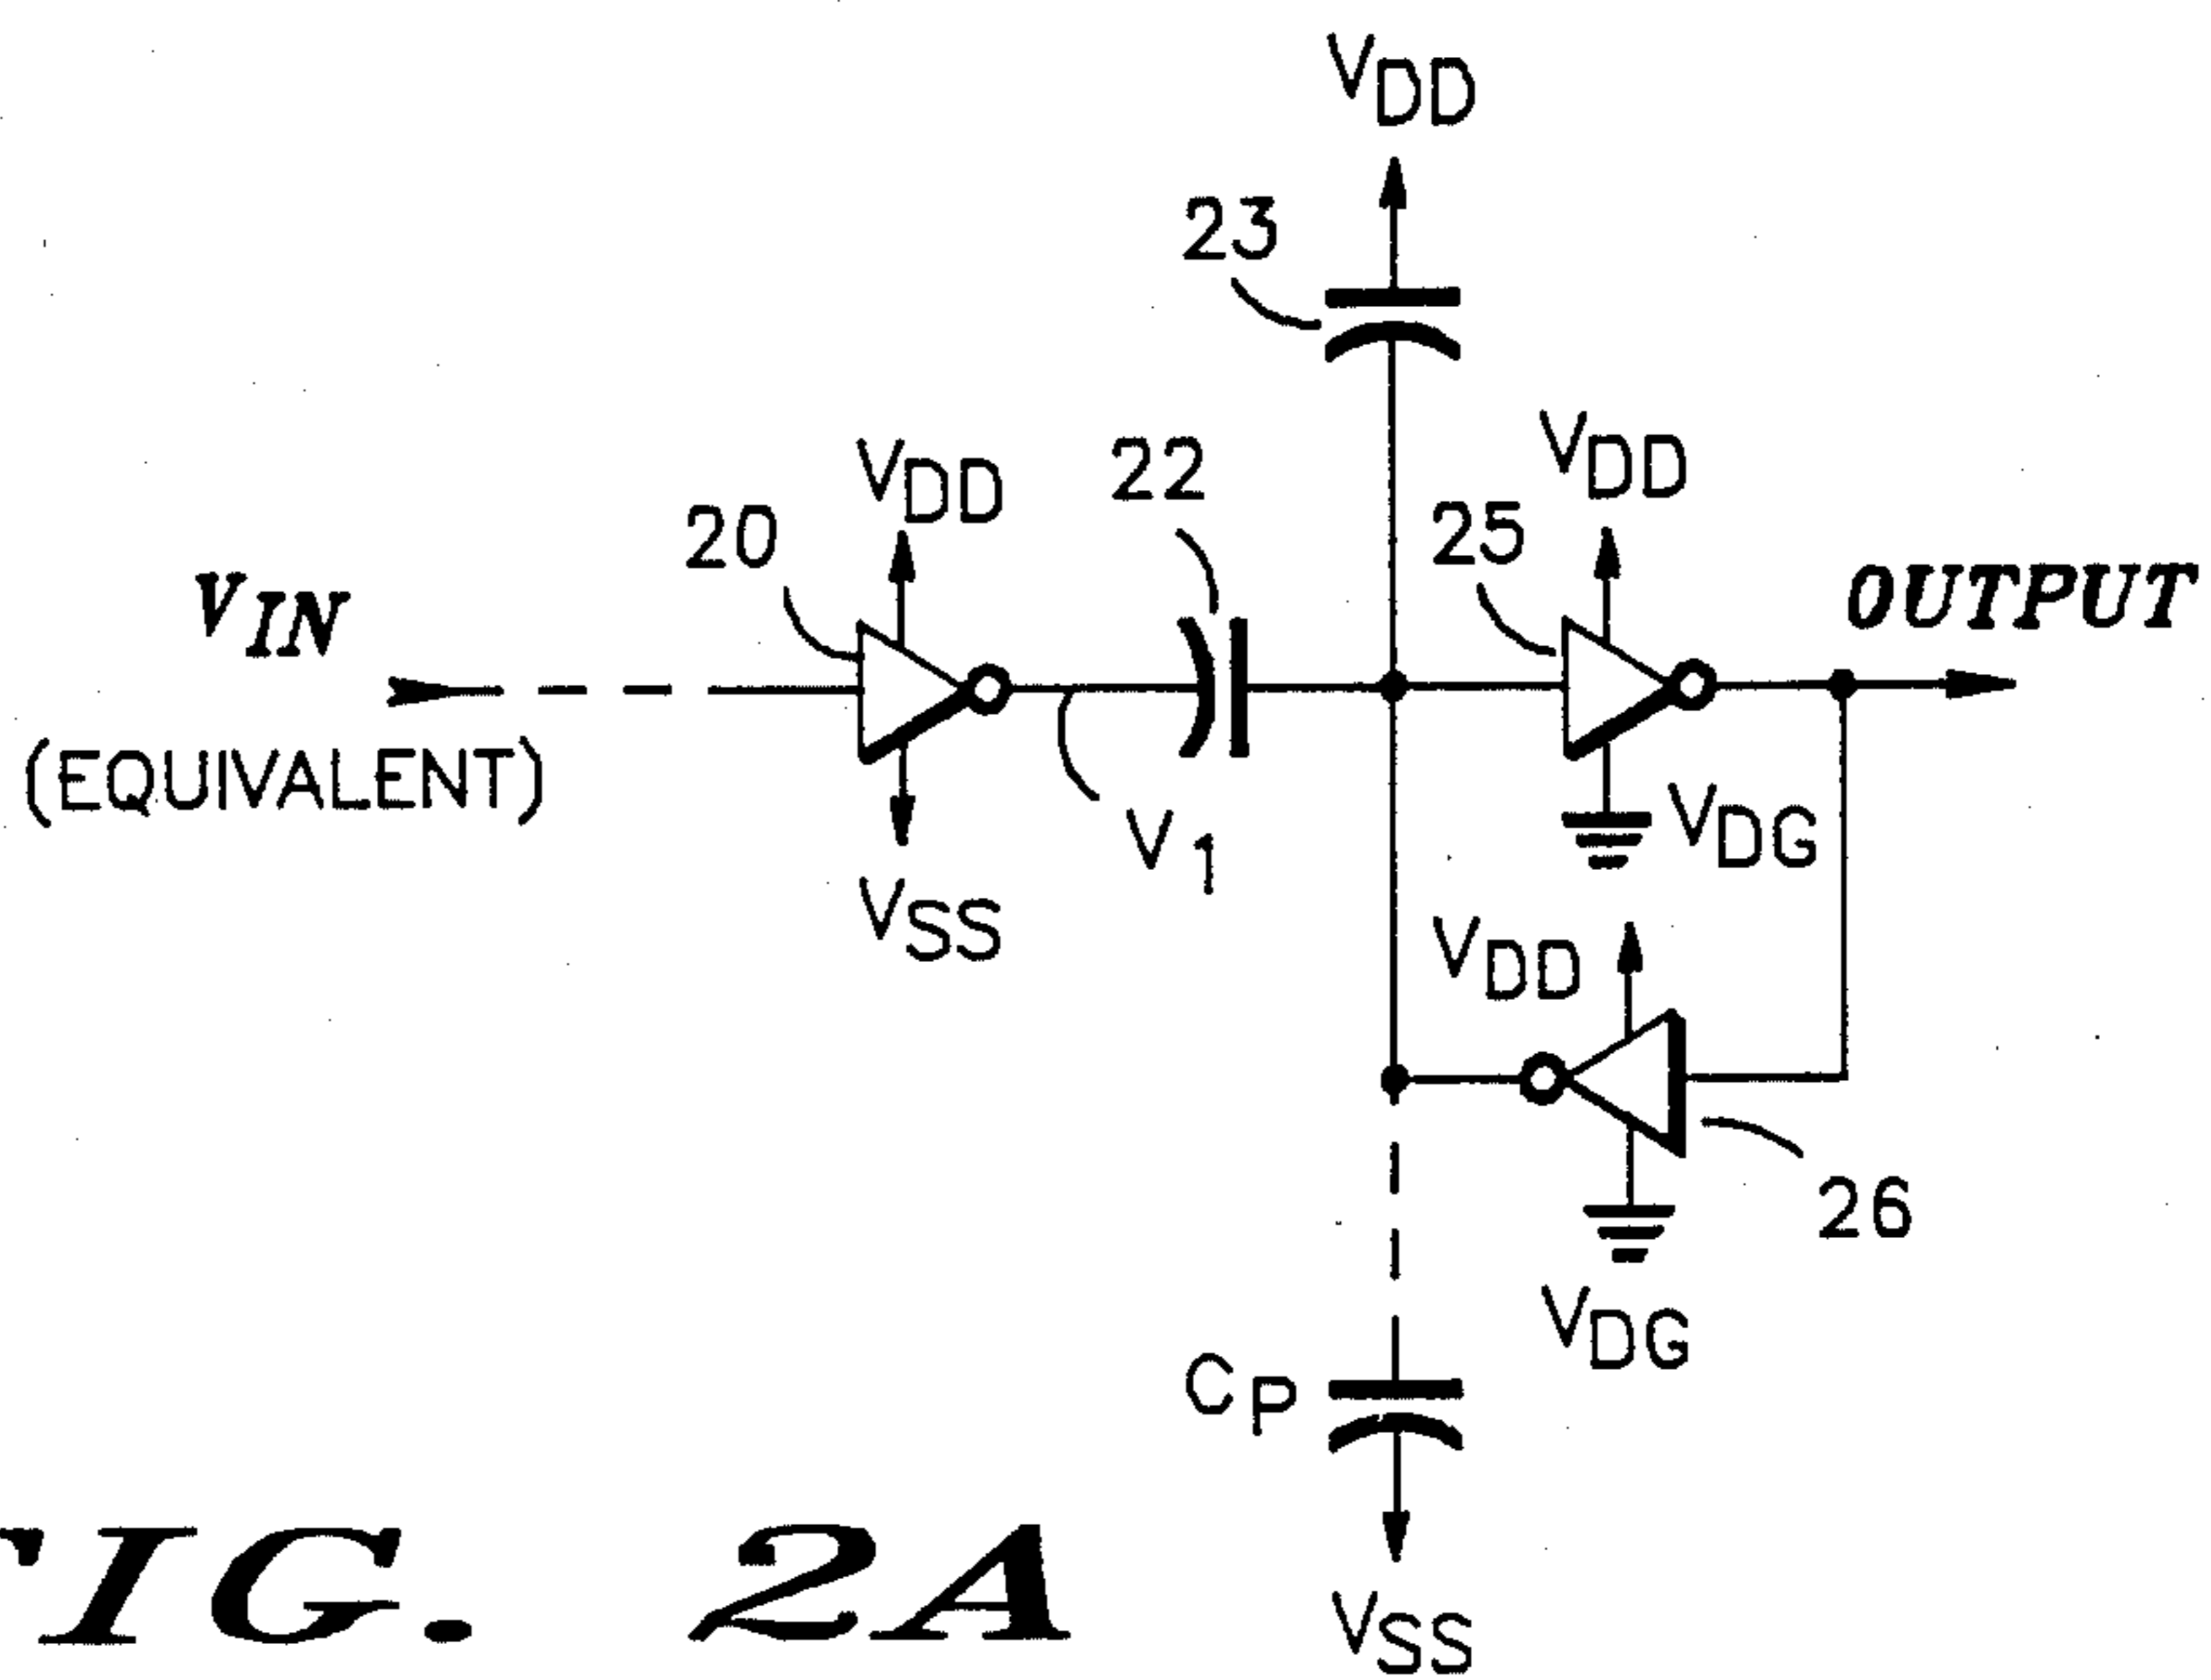 VDD
23
VDD
22
VDD
20
25
VIN
OUTPUT
(EQUIVALENT)
V1
VDG
VSS
VDD
26
VDG
CP
IG. 2A
VSS